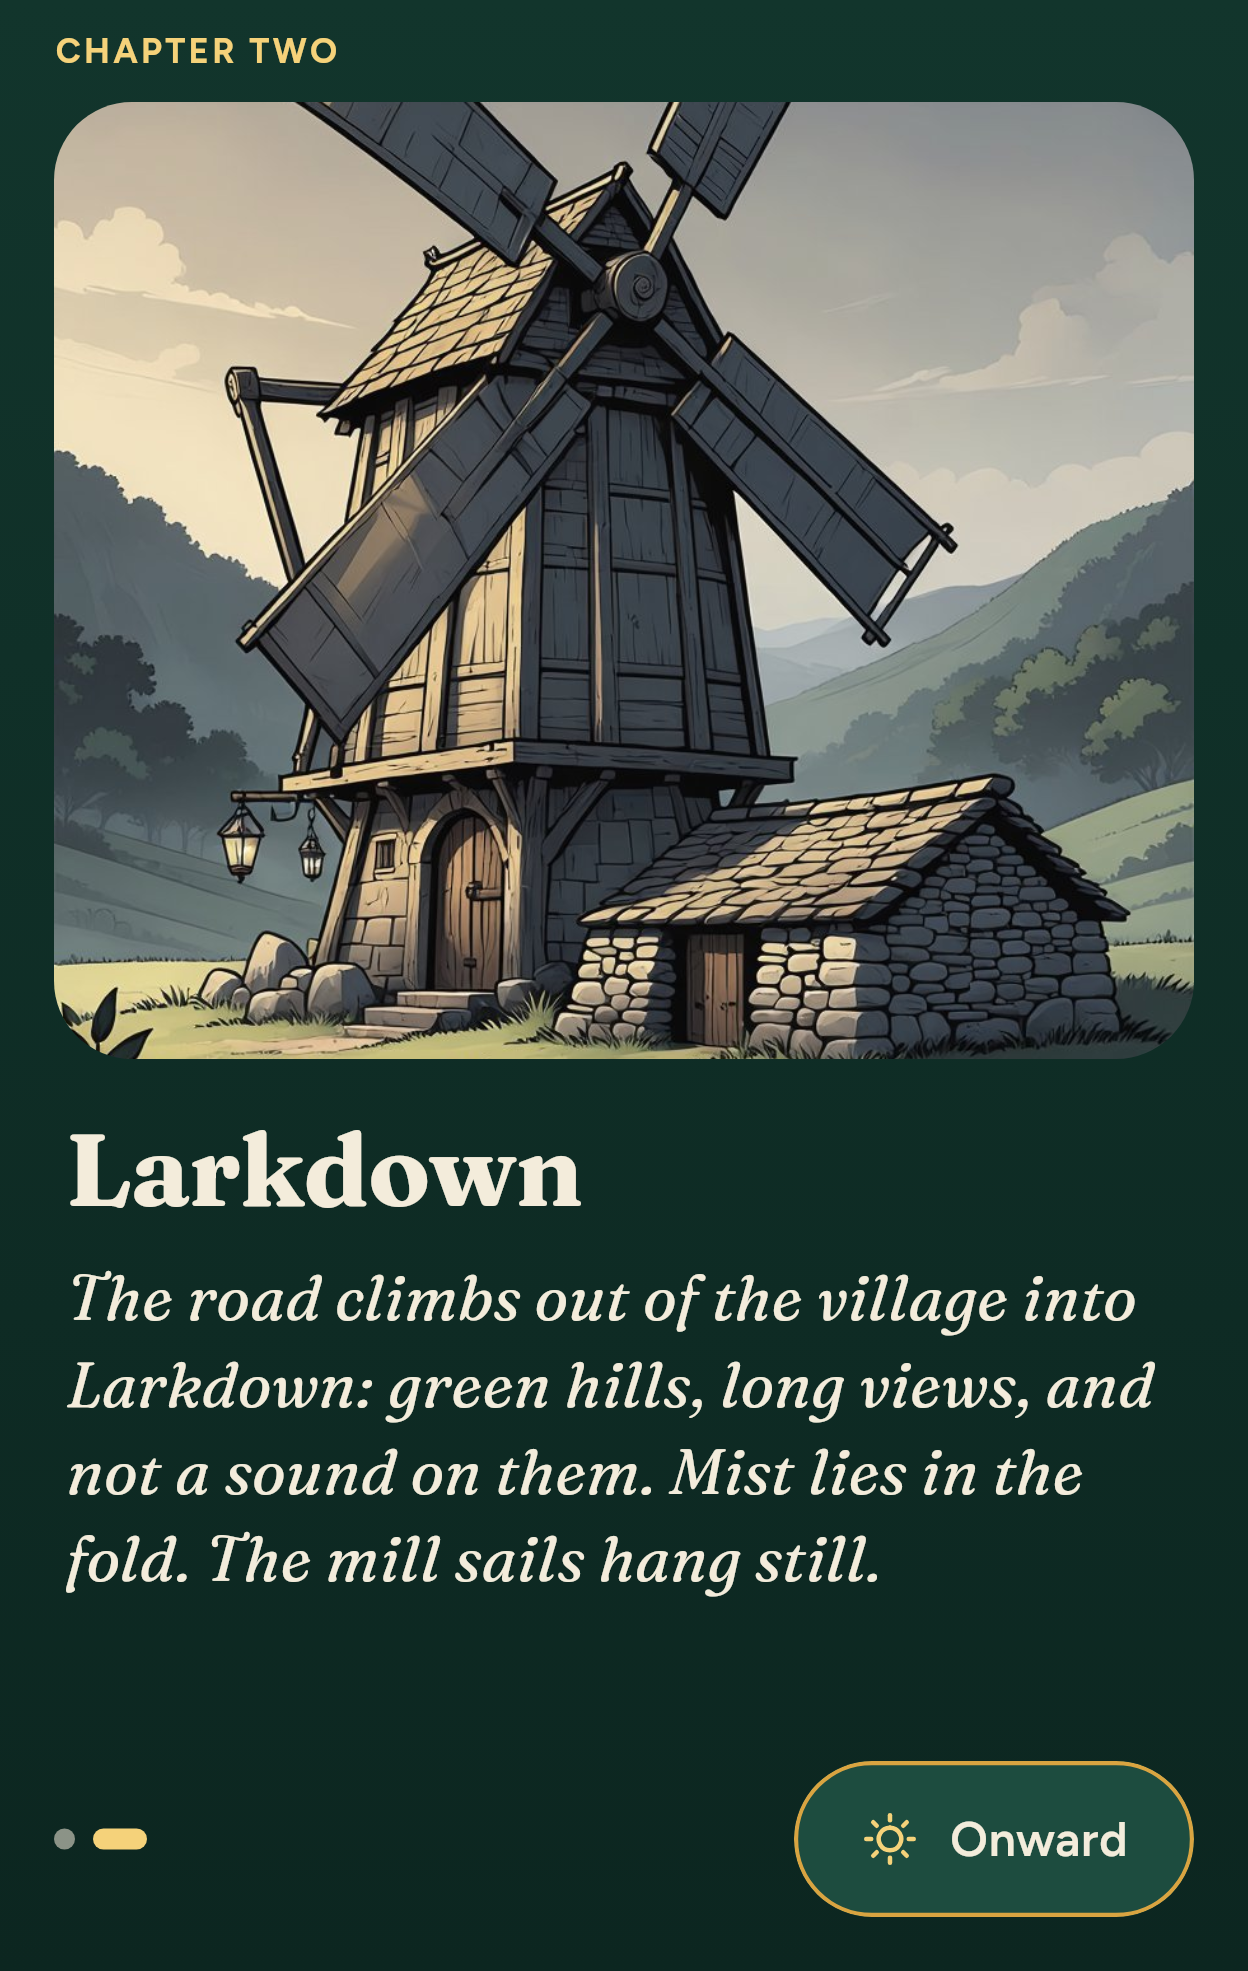 CHAPTER TWO
Larkdown
The road climbs out of the village into
Larkdown: green hills, long views, and
not a sound on them. Mist lies in the
fold. The mill sails hang still.
Onward